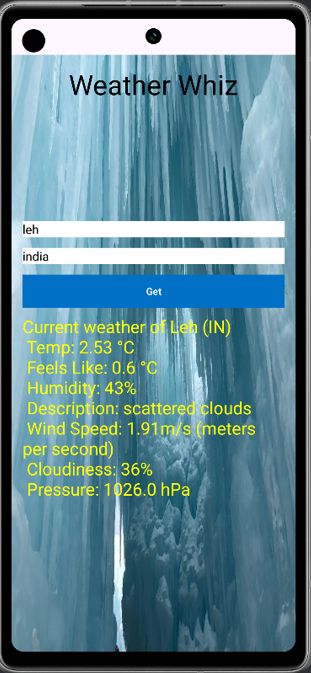 Weather Whiz
leh
india
Get
Current weather of Leh (IN)
Temp: 2.53 °C
Feels Like: 0.6 °C
Humidity: 43%
Description: scattered clouds
Wind Speed: 1.91m/s (meters
per second)
Cloudiness: 36%
Pressure: 1026.0 hPa